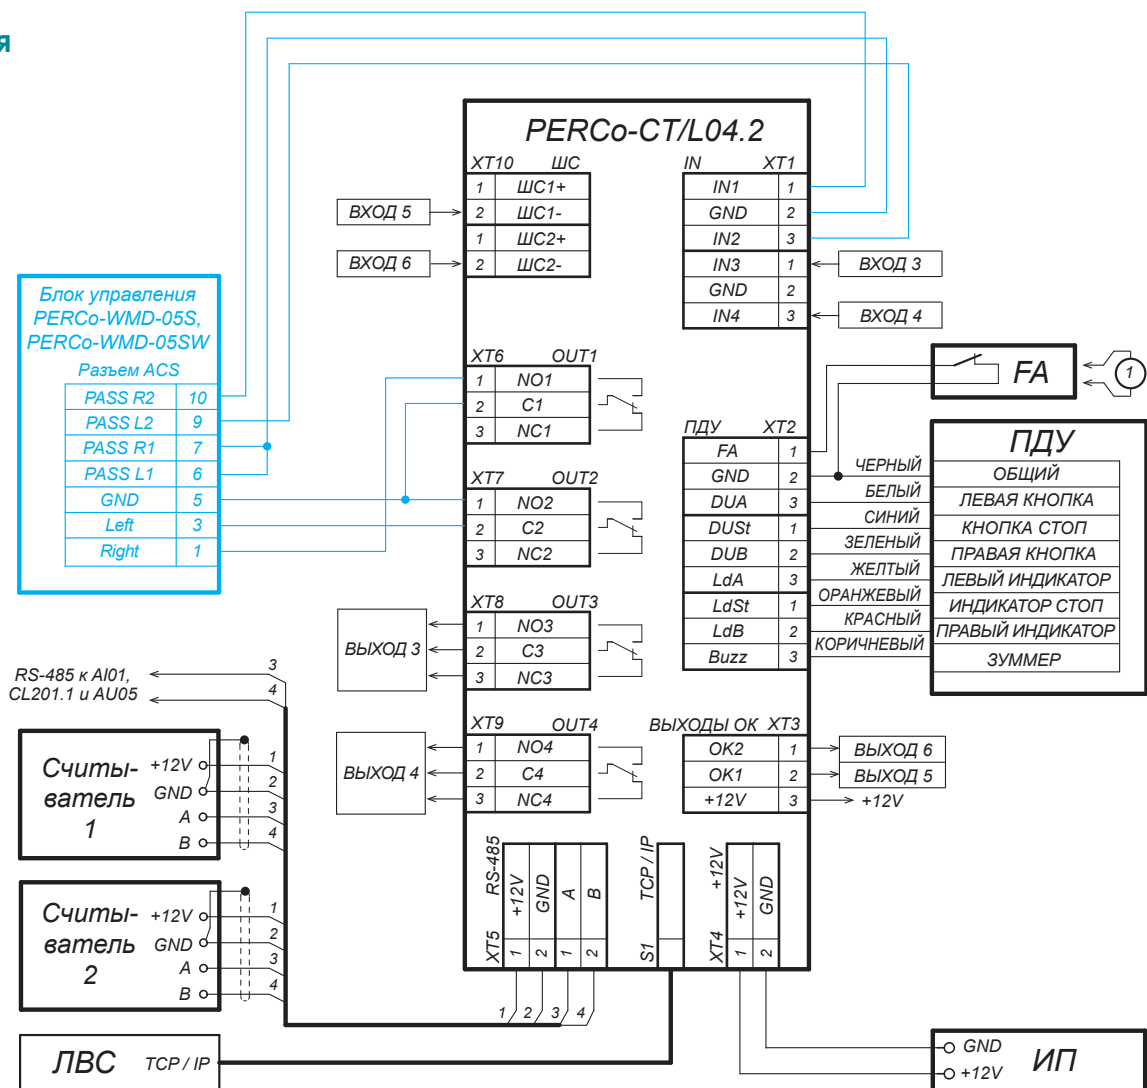 я
PERCo-CT/L04.2
XT10 ШС
1 ШС1+
2 ШС1-
1 ШС2+
2 ШС2-
ВХОД 5
ВХОД 6
IN XT1
IN1 1
GND 2
IN2 3
IN3 1
GND 2
IN4 3
ВХОД 3
ВХОД 4
Блок управления
PERCo-WMD-05S,
PERCo-WMD-05SW
Разъем ACS
PASS R2 10
PASS L2 9
PASS R1 7
PASS L1 6
GND 5
Left 3
Right 1
XT6 OUT1
1 NO1
2 C1
3 NC1
XT7 OUT2
1 NO2
2 C2
3 NC2
XT8 OUT3
1 NO3
2 C3
3 NC3
ВЫХОД 3
XT9 OUT4
1 NO4
2 C4
3 NC4
ВЫХОД 4
FA
1
ПДУ XT2
FA 1
GND 2
DUA 3
DUSt 1
DUB 2
LdA 3
LdSt 1
LdB 2
Buzz 3
ЧЕРНЫЙ
БЕЛЫЙ
СИНИЙ
ЗЕЛЕНЫЙ
ЖЕЛТЫЙ
ОРАНЖЕВЫЙ
КРАСНЫЙ
КОРИЧНЕВЫЙ
ПДУ
ОБЩИЙ
ЛЕВАЯ КНОПКА
КНОПКА СТОП
ПРАВАЯ КНОПКА
ЛЕВЫЙ ИНДИКАТОР
ИНДИКАТОР СТОП
ПРАВЫЙ ИНДИКАТОР
ЗУММЕР
ВЫХОДЫ ОК XT3
OK2 1
OK1 2
+12V 3
ВЫХОД 6
ВЫХОД 5
+12V
RS-485 к AI01,
CL201.1 и AU05
3
4
Считы-
ватель
1
+12V 1
GND 2
A 3
B 4
Считы-
ватель
2
+12V 1
GND 2
A 3
B 4
XT5 RS-485
1 +12V
2 GND
1 A
2 B
1 2 3 4
S1 TCP / IP
XT4 +12V
1 +12V
2 GND
ЛВС TCP / IP
GND
+12V
ИП